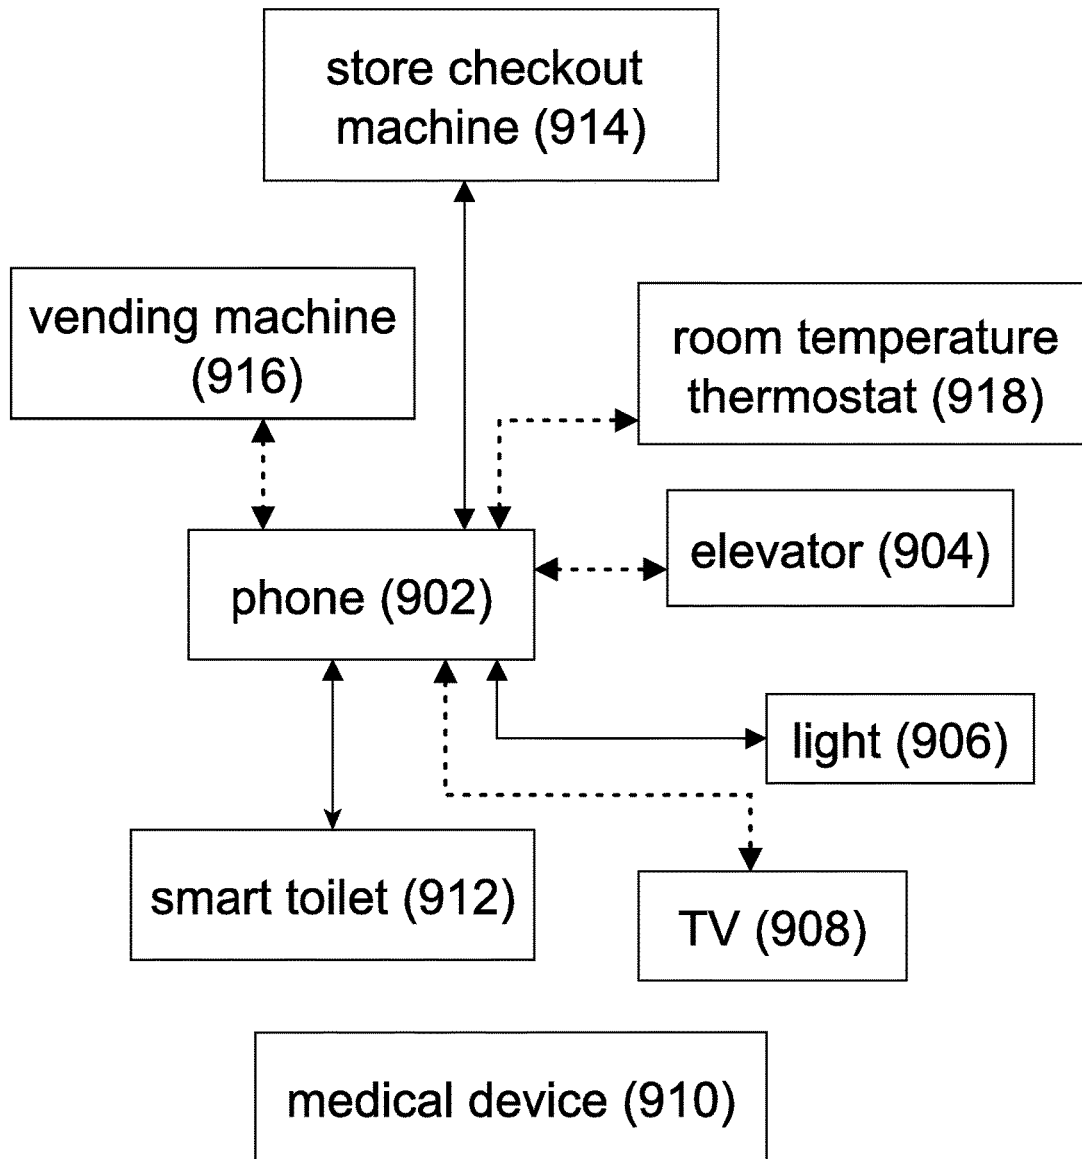 store checkout
machine (914)
vending machine
(916)
room temperature
thermostat (918)
elevator (904)
phone (902)
light (906)
smart toilet (912)
TV (908)
medical device (910)